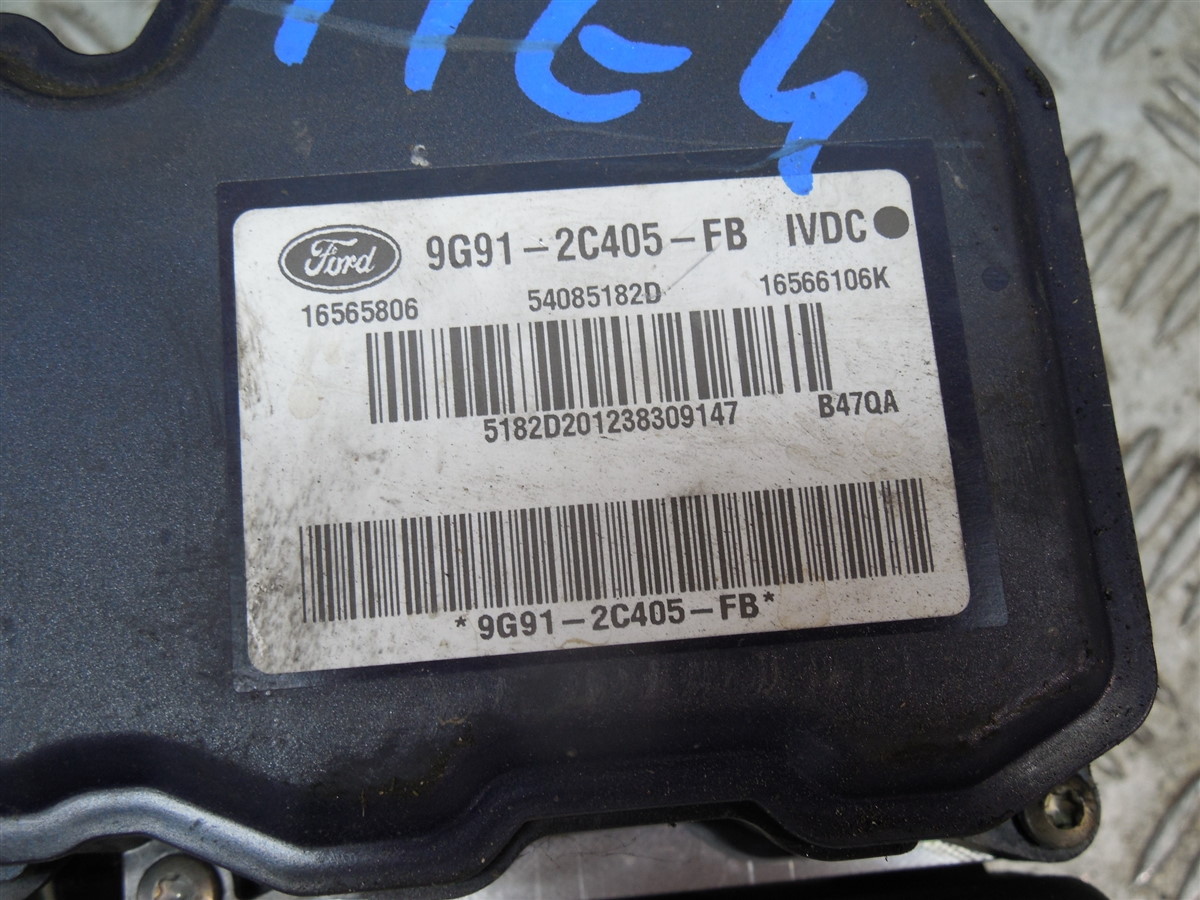 Ford 9G91-2C405-FB IVDC
16565806 54085182D 16566106K
5182D201238309147 B47QA
*9G91-2C405-FB*